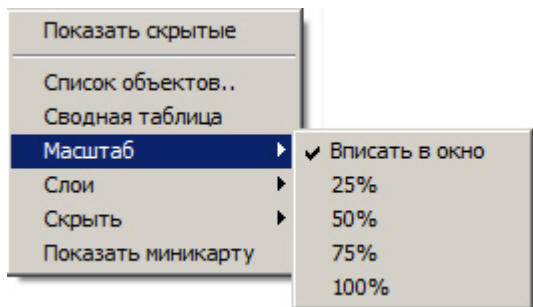 Показать скрытые
Список объектов..
Сводная таблица
Масштаб
Слои
Скрыть
Показать миникарту
Вписать в окно
25%
50%
75%
100%